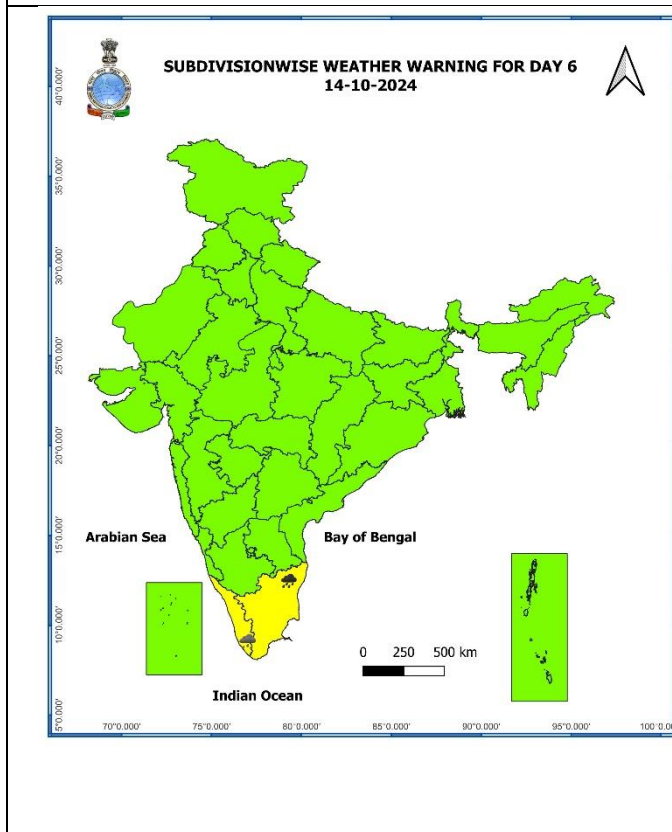 SUBDIVISIONWISE WEATHER WARNING FOR DAY 6
14-10-2024
40°0.000'
35°0.000'
30°0.000'
25°0.000'
20°0.000'
15°0.000'
10°0.000'
5°0.000'
Arabian Sea
Bay of Bengal
0 250 500 km
Indian Ocean
70°0.000' 75°0.000' 80°0.000' 85°0.000' 90°0.000' 95°0.000'